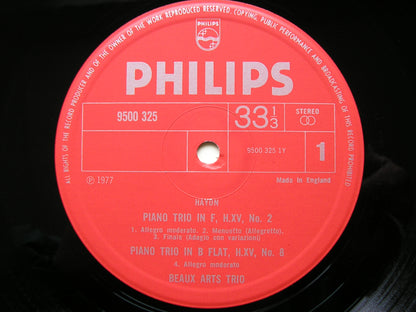 ALL RIGHTS OF THE RECORD PRODUCER AND OF THE OWNER OF THE WORK REPRODUCED RESERVED. COPYING, PUBLIC PERFORMANCE AND BROADCASTING OF THIS RECORD PROHIBITED
PHILIPS
PHILIPS
9500 325
33 1/3
STEREO
9500 325 1Y
1
℗ 1977
Made in England
HAYDN
PIANO TRIO IN F, H.XV, No. 2
1. Allegro moderato. 2. Menuetto (Allegretto).
3. Finale (Adagio con variazioni)
PIANO TRIO IN B FLAT, H.XV, No. 8
4. Allegro moderato
BEAUX ARTS TRIO